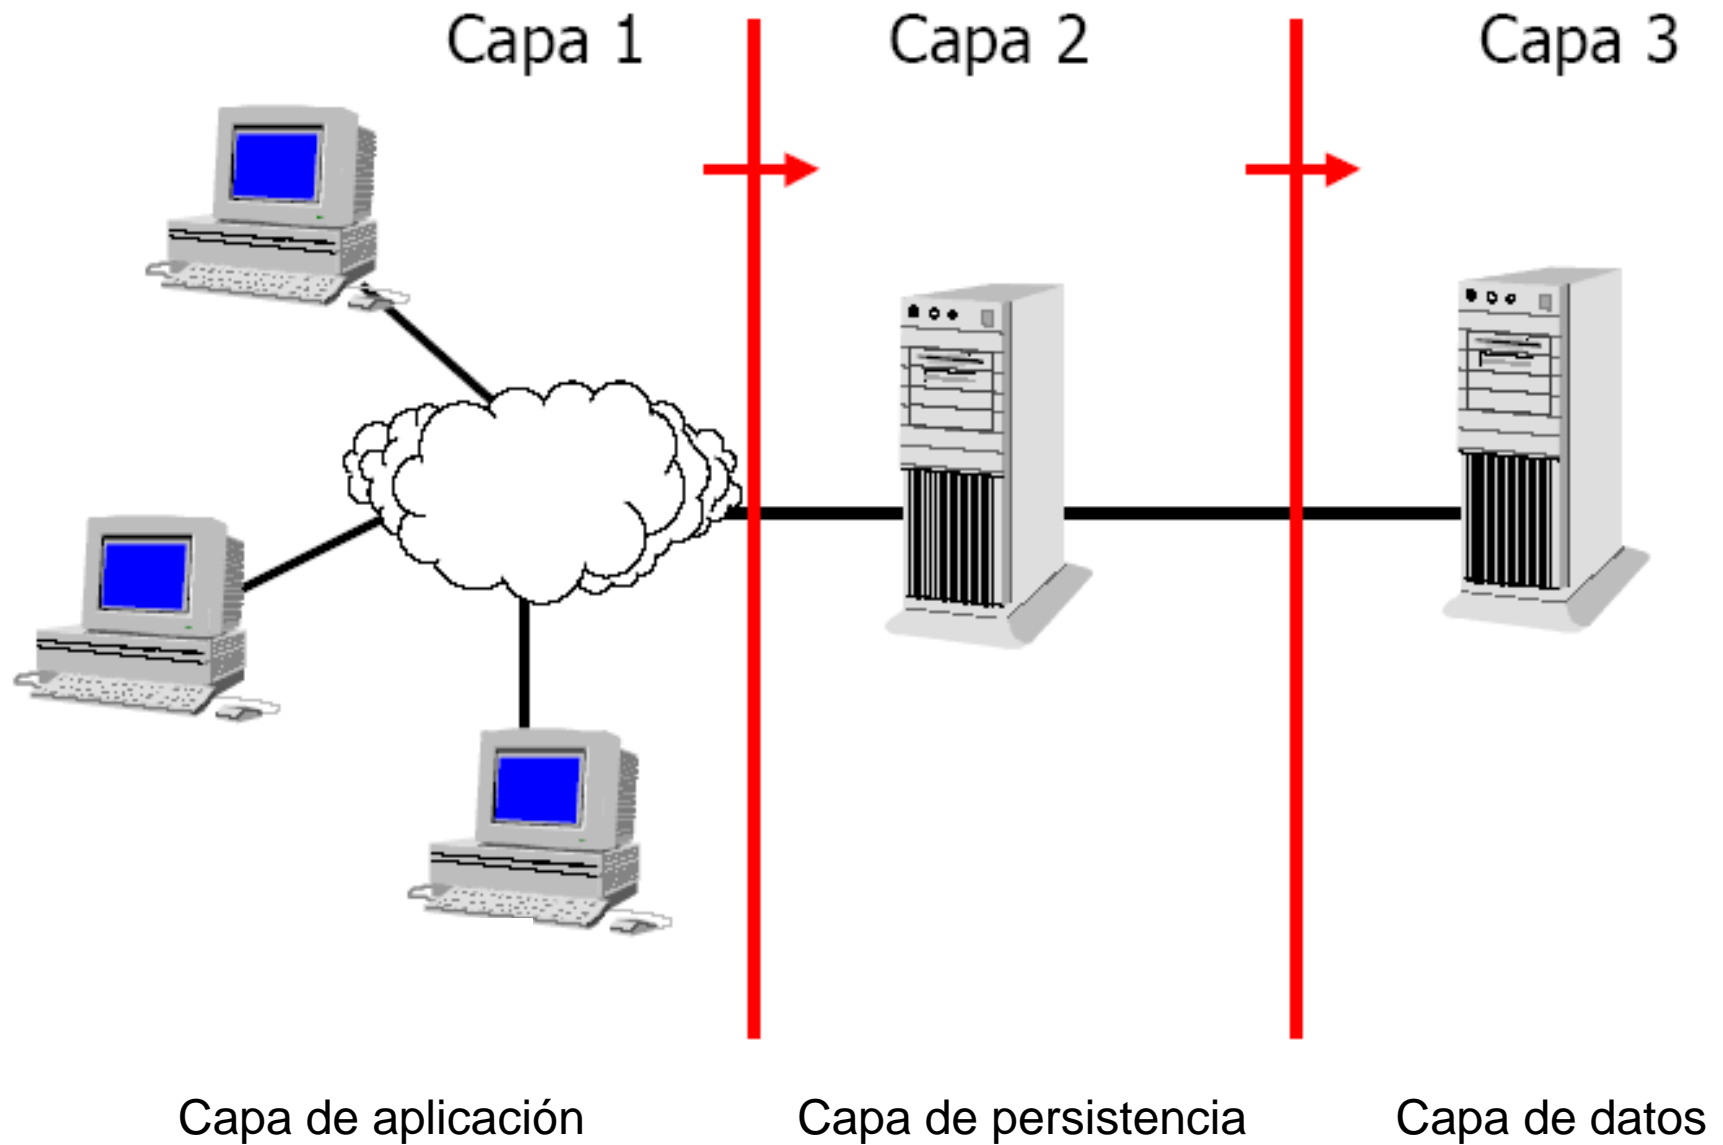 Capa 1
Capa 2
Capa 3
Capa de aplicación
Capa de persistencia
Capa de datos